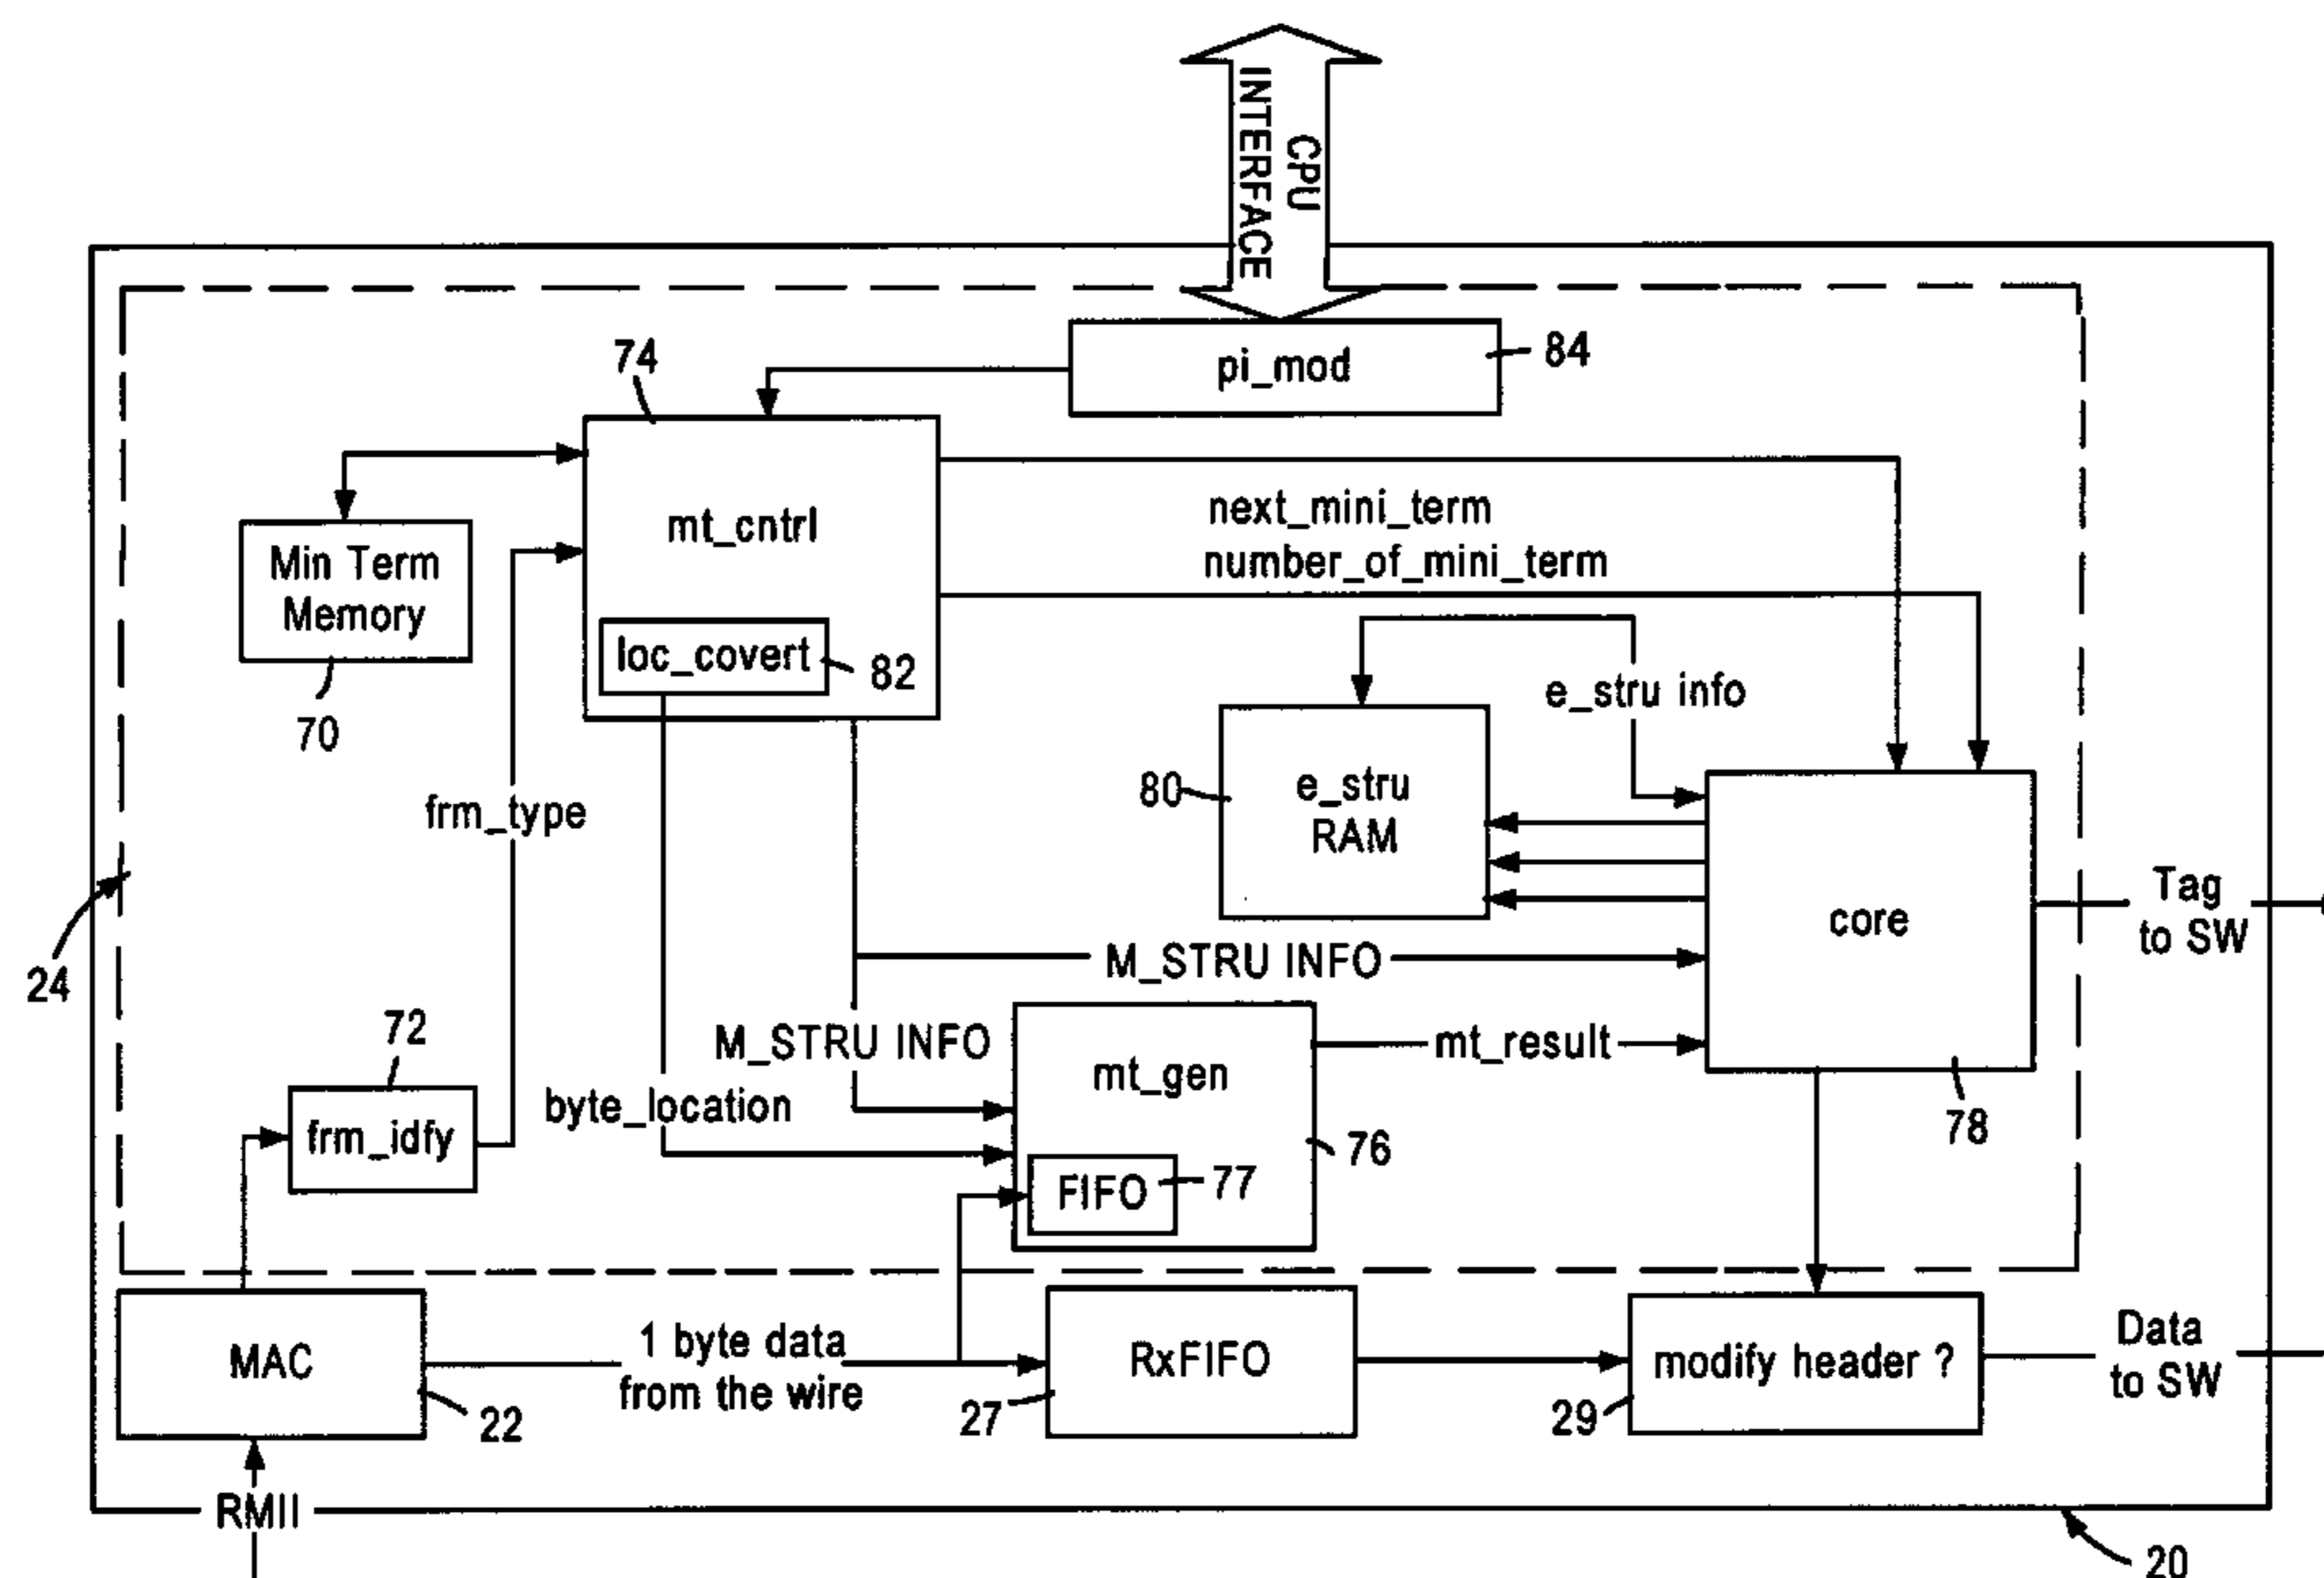 CPU
INTERFACE
pi_mod
84
74
mt_cntrl
next_mini_term
number_of_mini_term
Min Term
Memory
70
loc_covert
82
e_stru info
80
e_stru
RAM
frm_type
core
Tag
to SW
24
M_STRU INFO
72
M_STRU INFO
mt_gen
mt_result
78
byte_location
frm_idfy
76
FIFO
77
MAC
22
1 byte data
from the wire
RxFIFO
27
modify header ?
29
Data
to SW
RMII
20